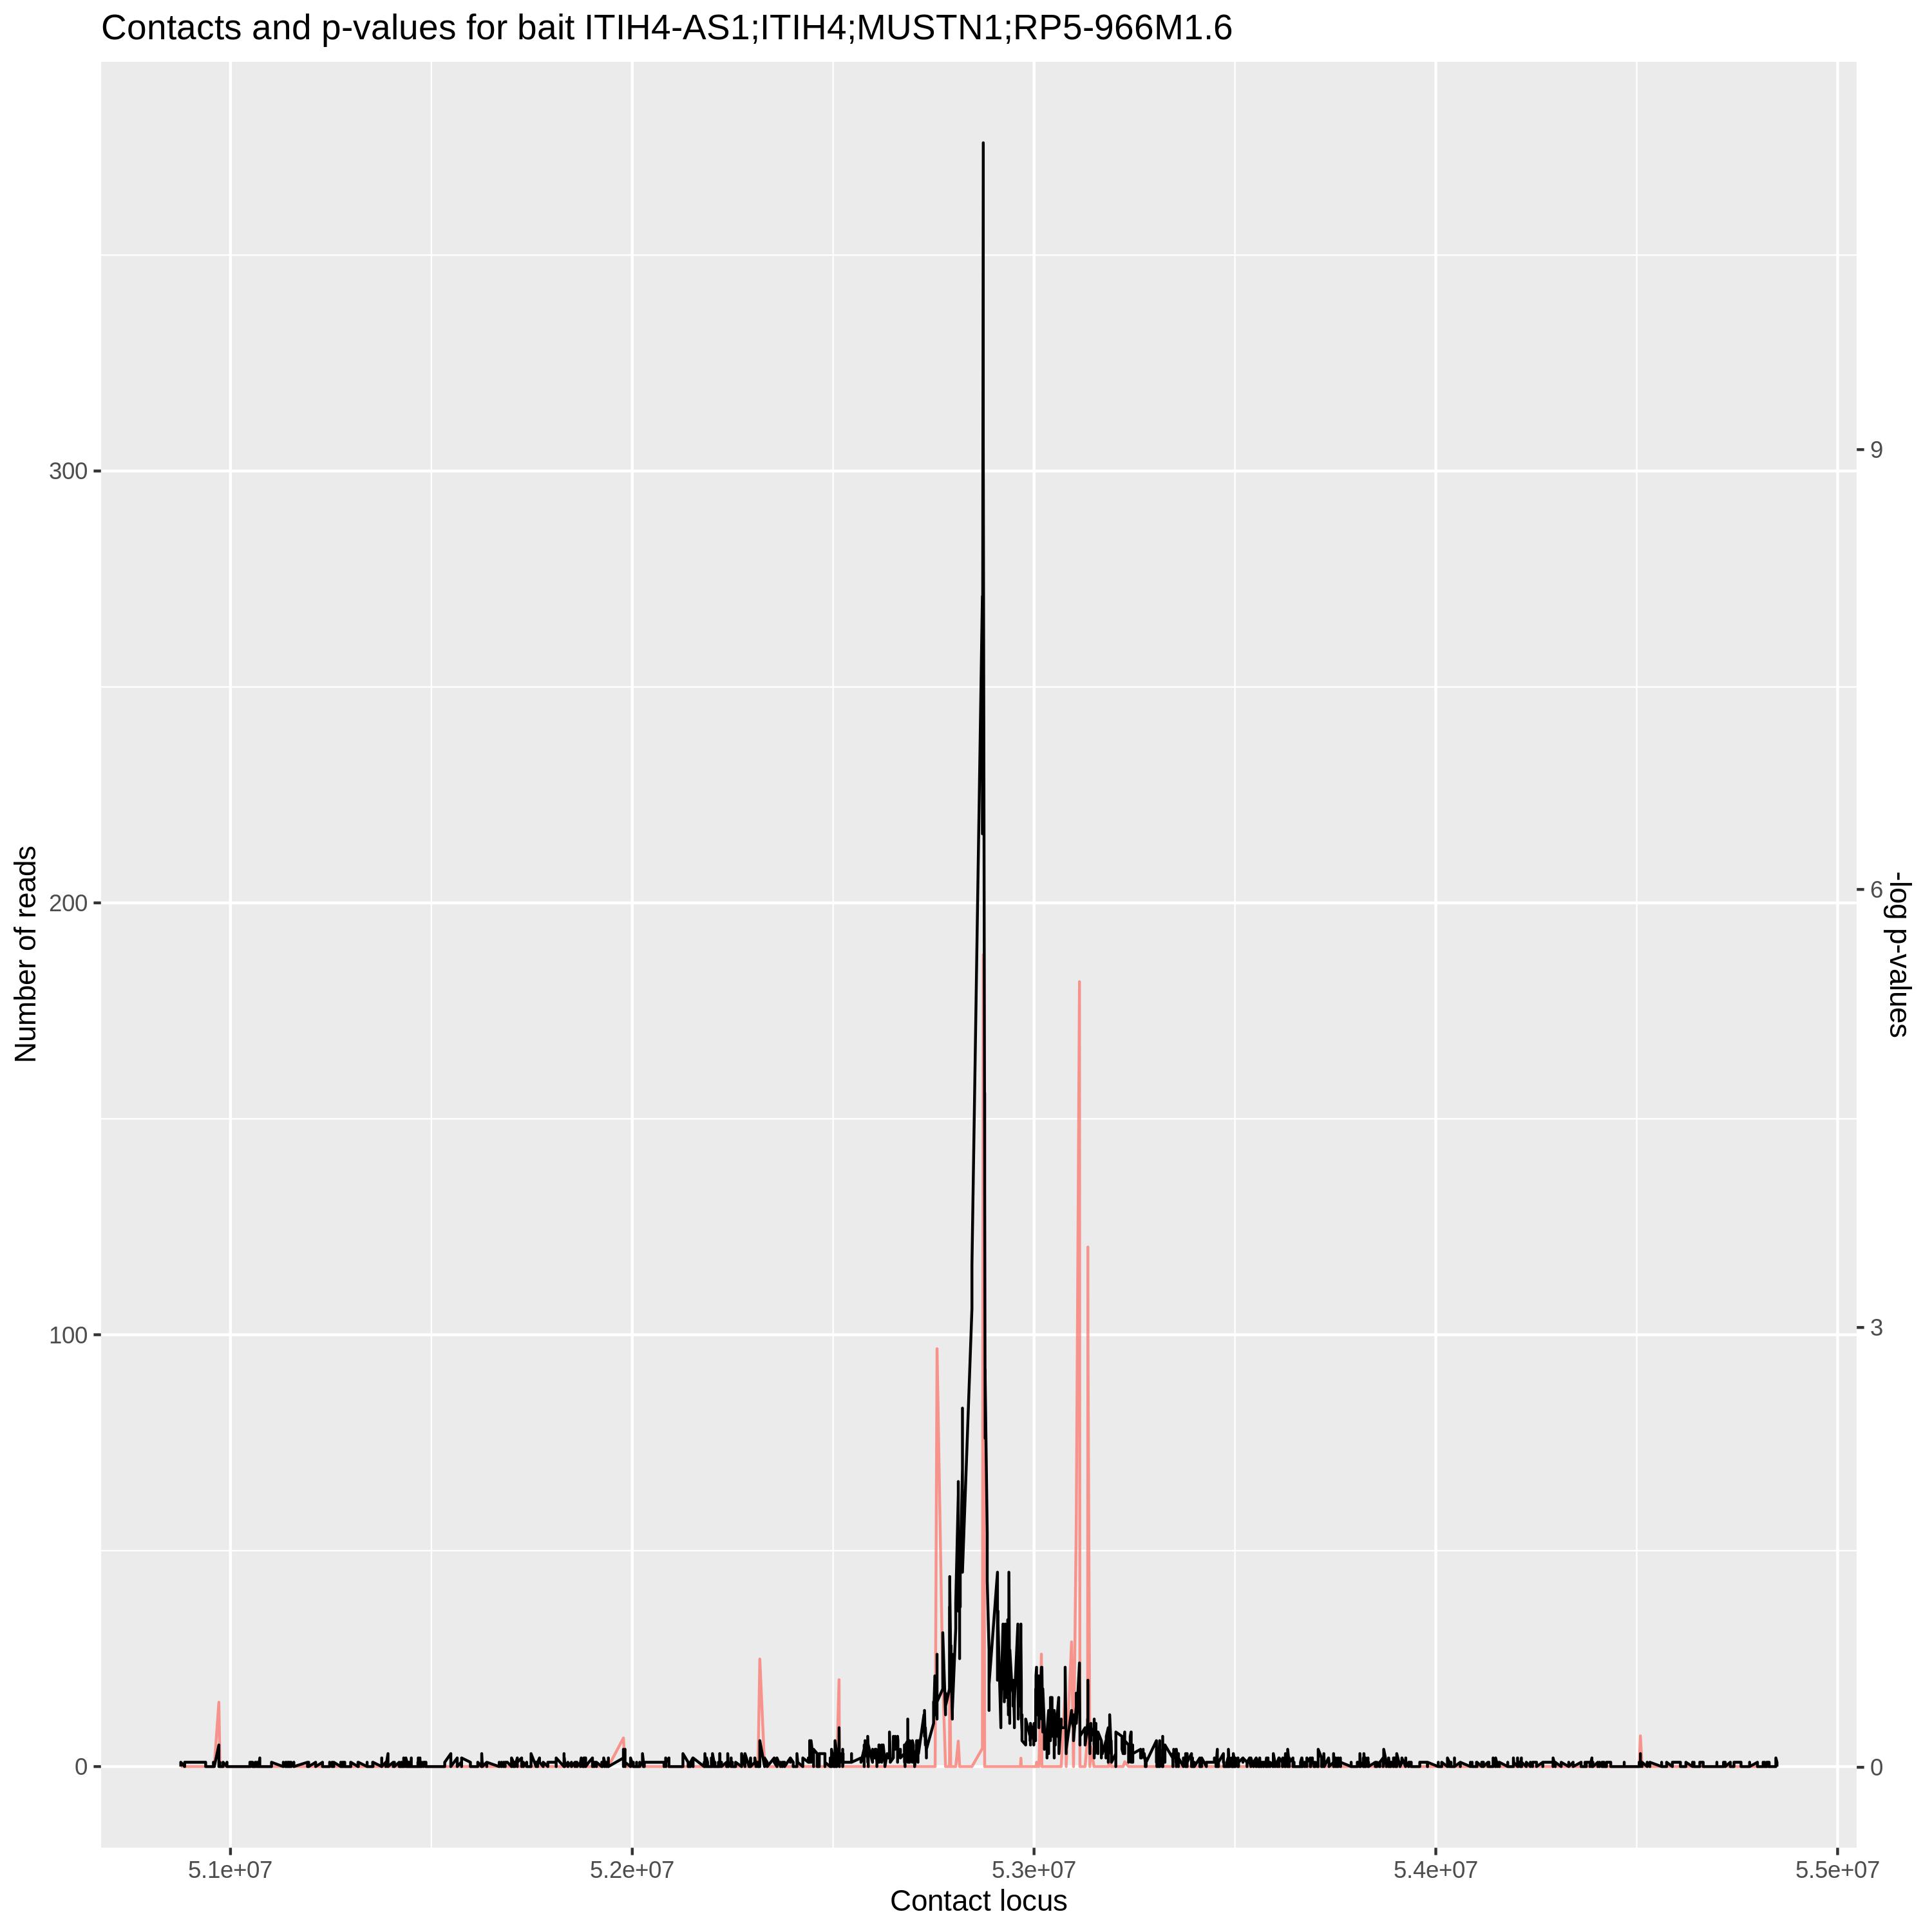 Contacts and p-values for bait ITIH4-AS1;ITIH4;MUSTN1;RP5-966M1.6
300
200
100
0
Number of reads
9
6
3
0
-log p-values
5.1e+07 5.2e+07 5.3e+07 5.4e+07 5.5e+07
Contact locus